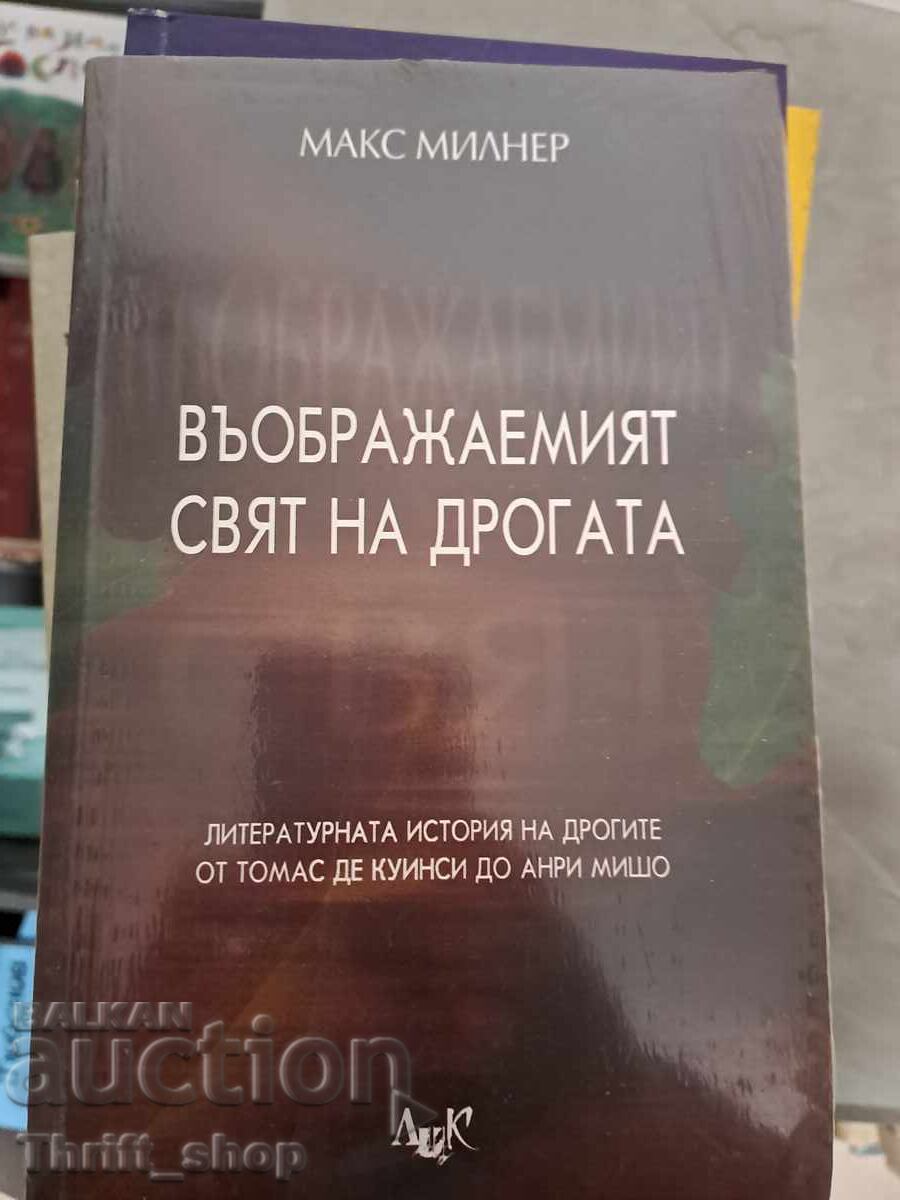 МАКС МИЛНЕР
ВЪОБРАЖАЕМИЯТ
СВЯТ НА ДРОГАТА
ЛИТЕРАТУРНАТА ИСТОРИЯ НА ДРОГИТЕ
ОТ ТОМАС ДЕ КУИНСИ ДО АНРИ МИШО
ЛИК
BALKAN
auction
Thrift_shop